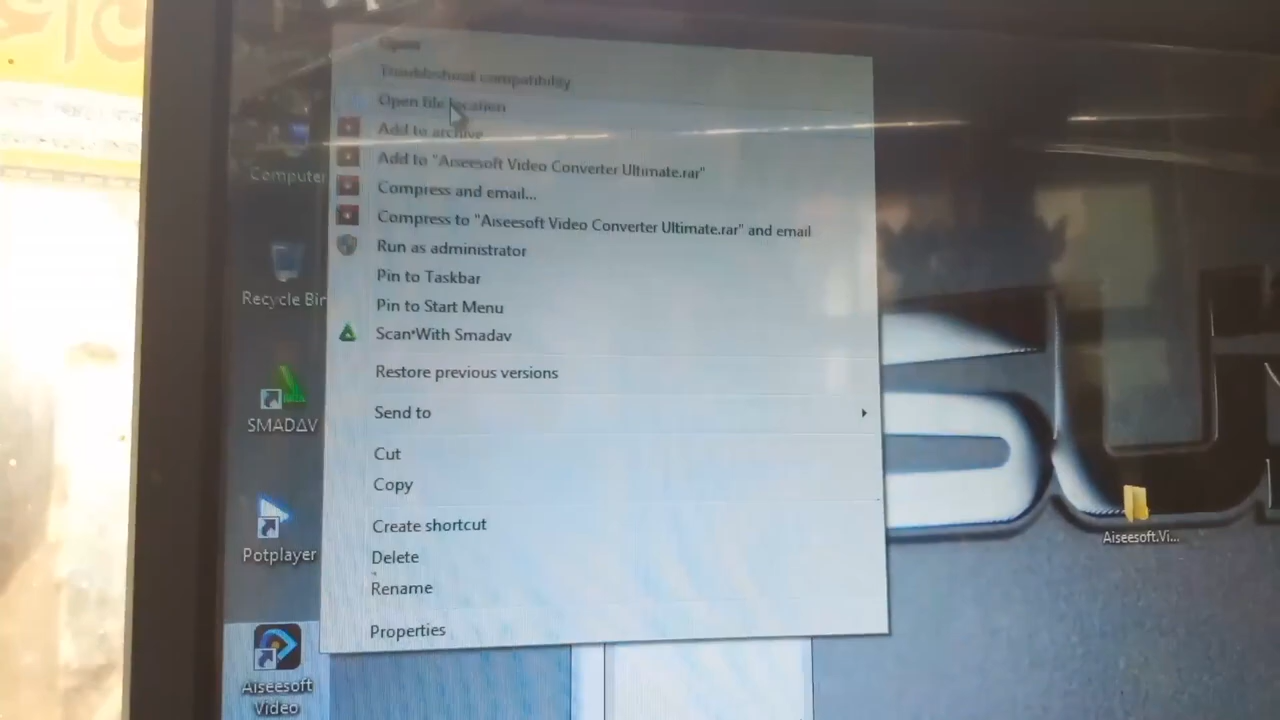 Open
Troubleshoot compatibility
Open file location
Add to archive
Add to "Aiseesoft Video Converter Ultimate.rar"
Compress and email...
Compress to "Aiseesoft Video Converter Ultimate.rar" and email
Run as administrator
Pin to Taskbar
Pin to Start Menu
Scan With Smadav
Restore previous versions
Send to
Cut
Copy
Create shortcut
Delete
Rename
Properties
Computer
Recycle Bin
SMADΔV
Potplayer
Aiseesoft
Video
Aiseesoft.Vi...